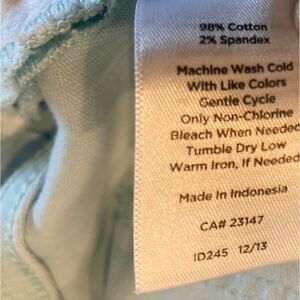 98% Cotton
2% Spandex
Machine Wash Cold
With Like Colors
Gentle Cycle
Only Non-Chlorine
Bleach When Needed
Tumble Dry Low
Warm Iron, If Needed
Made in Indonesia
CA# 23147
ID245 12/13